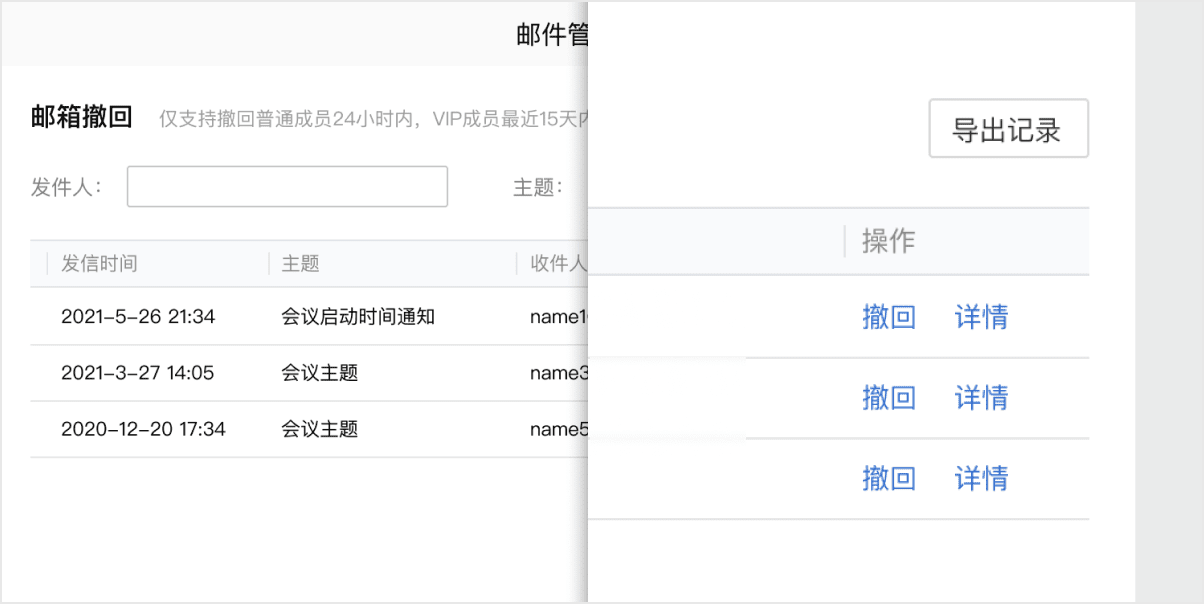 邮件管
邮箱撤回 仅支持撤回普通成员24小时内，VIP成员最近15天内
导出记录
发件人： 主题：
发信时间 主题 收件人 操作
2021-5-26 21:34 会议启动时间通知 name1 撤回 详情
2021-3-27 14:05 会议主题 name3 撤回 详情
2020-12-20 17:34 会议主题 name5 撤回 详情